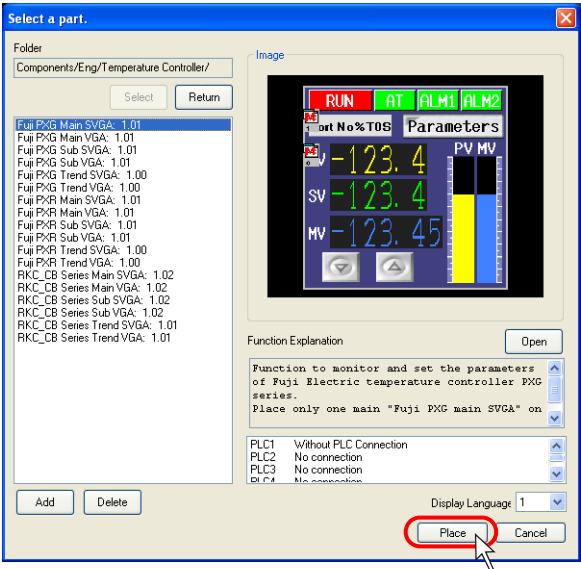 Select a part.
Folder
Components/Eng/Temperature Controller/
Select
Return
Fuji PXG Main SVGA: 1.01
Fuji PXG Main VGA: 1.01
Fuji PXG Sub SVGA: 1.01
Fuji PXG Sub VGA: 1.01
Fuji PXG Trend SVGA: 1.00
Fuji PXG Trend VGA: 1.00
Fuji PXR Main SVGA: 1.01
Fuji PXR Main VGA: 1.01
Fuji PXR Sub SVGA: 1.01
Fuji PXR Sub VGA: 1.01
Fuji PXR Trend SVGA: 1.00
Fuji PXR Trend VGA: 1.00
RKC_CB Series Main SVGA: 1.02
RKC_CB Series Main VGA: 1.02
RKC_CB Series Sub SVGA: 1.02
RKC_CB Series Sub VGA: 1.02
RKC_CB Series Trend SVGA: 1.01
RKC_CB Series Trend VGA: 1.01
Add
Delete
Image
RUN AT ALM1 ALM2
ort No%T0S Parameters
PV MV
V -123. 4
SV -123. 4
MV -123. 45
Function Explanation
Open
Function to monitor and set the parameters
of Fuji Electric temperature controller PXG
series.
Place only one main "Fuji PXG main SVGA" on
PLC1 Without PLC Connection
PLC2 No connection
PLC3 No connection
PLC4 No connection
Display Language 1
Place
Cancel